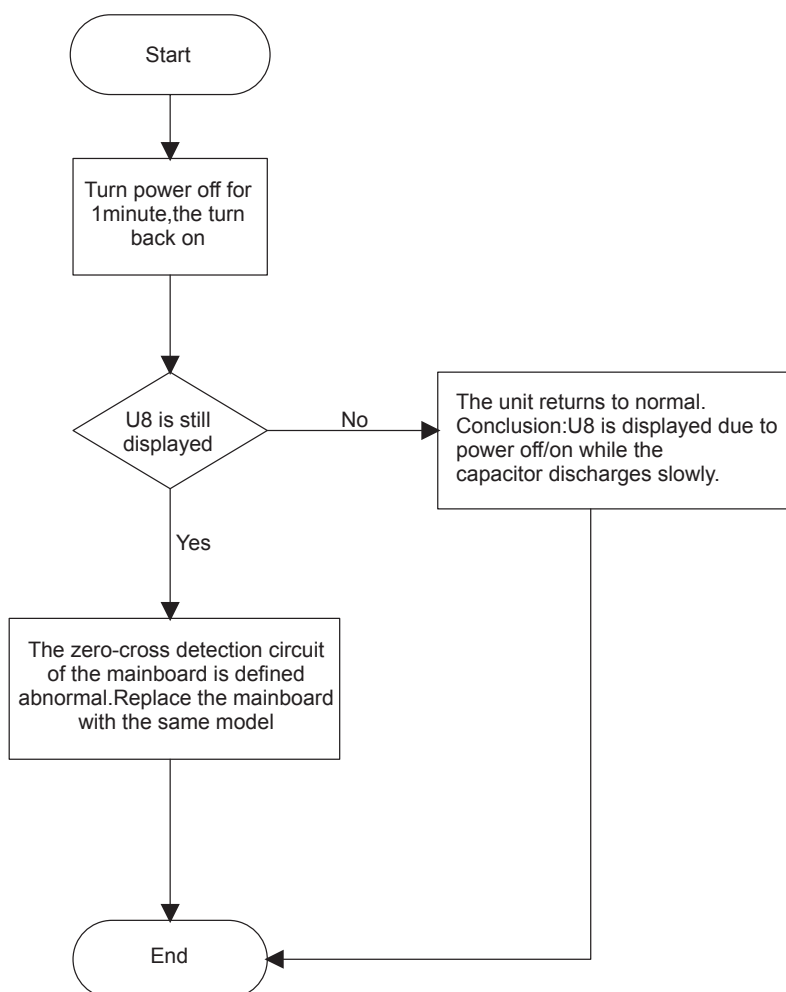 Start
Turn power off for
1minute,the turn
back on
U8 is still
displayed
No
The unit returns to normal.
Conclusion:U8 is displayed due to
power off/on while the
capacitor discharges slowly.
Yes
The zero-cross detection circuit
of the mainboard is defined
abnormal.Replace the mainboard
with the same model
End